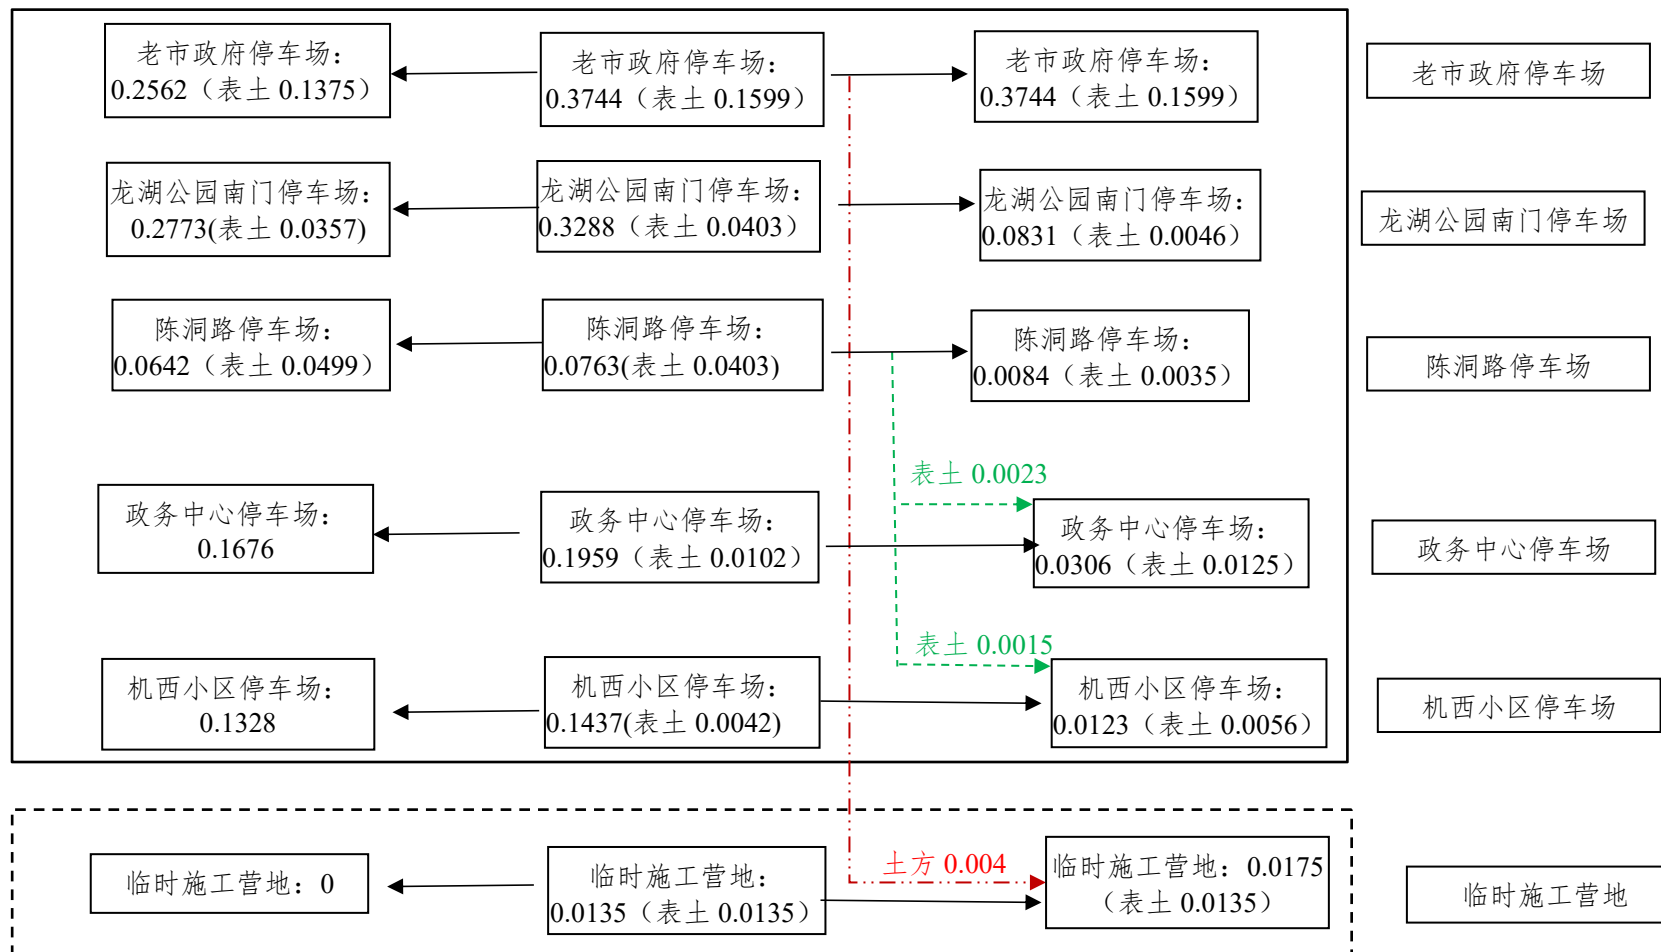 老市政府停车场：
0.2562（表土 0.1375）
老市政府停车场：
0.3744（表土 0.1599）
老市政府停车场：
0.3744（表土 0.1599）
老市政府停车场
龙湖公园南门停车场：
0.2773(表土 0.0357)
龙湖公园南门停车场：
0.3288（表土 0.0403）
龙湖公园南门停车场：
0.0831（表土 0.0046）
龙湖公园南门停车场
陈洞路停车场：
0.0642（表土 0.0499）
陈洞路停车场：
0.0763(表土 0.0403)
陈洞路停车场：
0.0084（表土 0.0035）
陈洞路停车场
表土 0.0023
政务中心停车场：
0.1676
政务中心停车场：
0.1959（表土 0.0102）
政务中心停车场：
0.0306（表土 0.0125）
政务中心停车场
表土 0.0015
机西小区停车场：
0.1328
机西小区停车场：
0.1437(表土 0.0042)
机西小区停车场：
0.0123（表土 0.0056）
机西小区停车场
临时施工营地：0
临时施工营地：
0.0135（表土 0.0135）
土方 0.004
临时施工营地：0.0175
（表土 0.0135）
临时施工营地